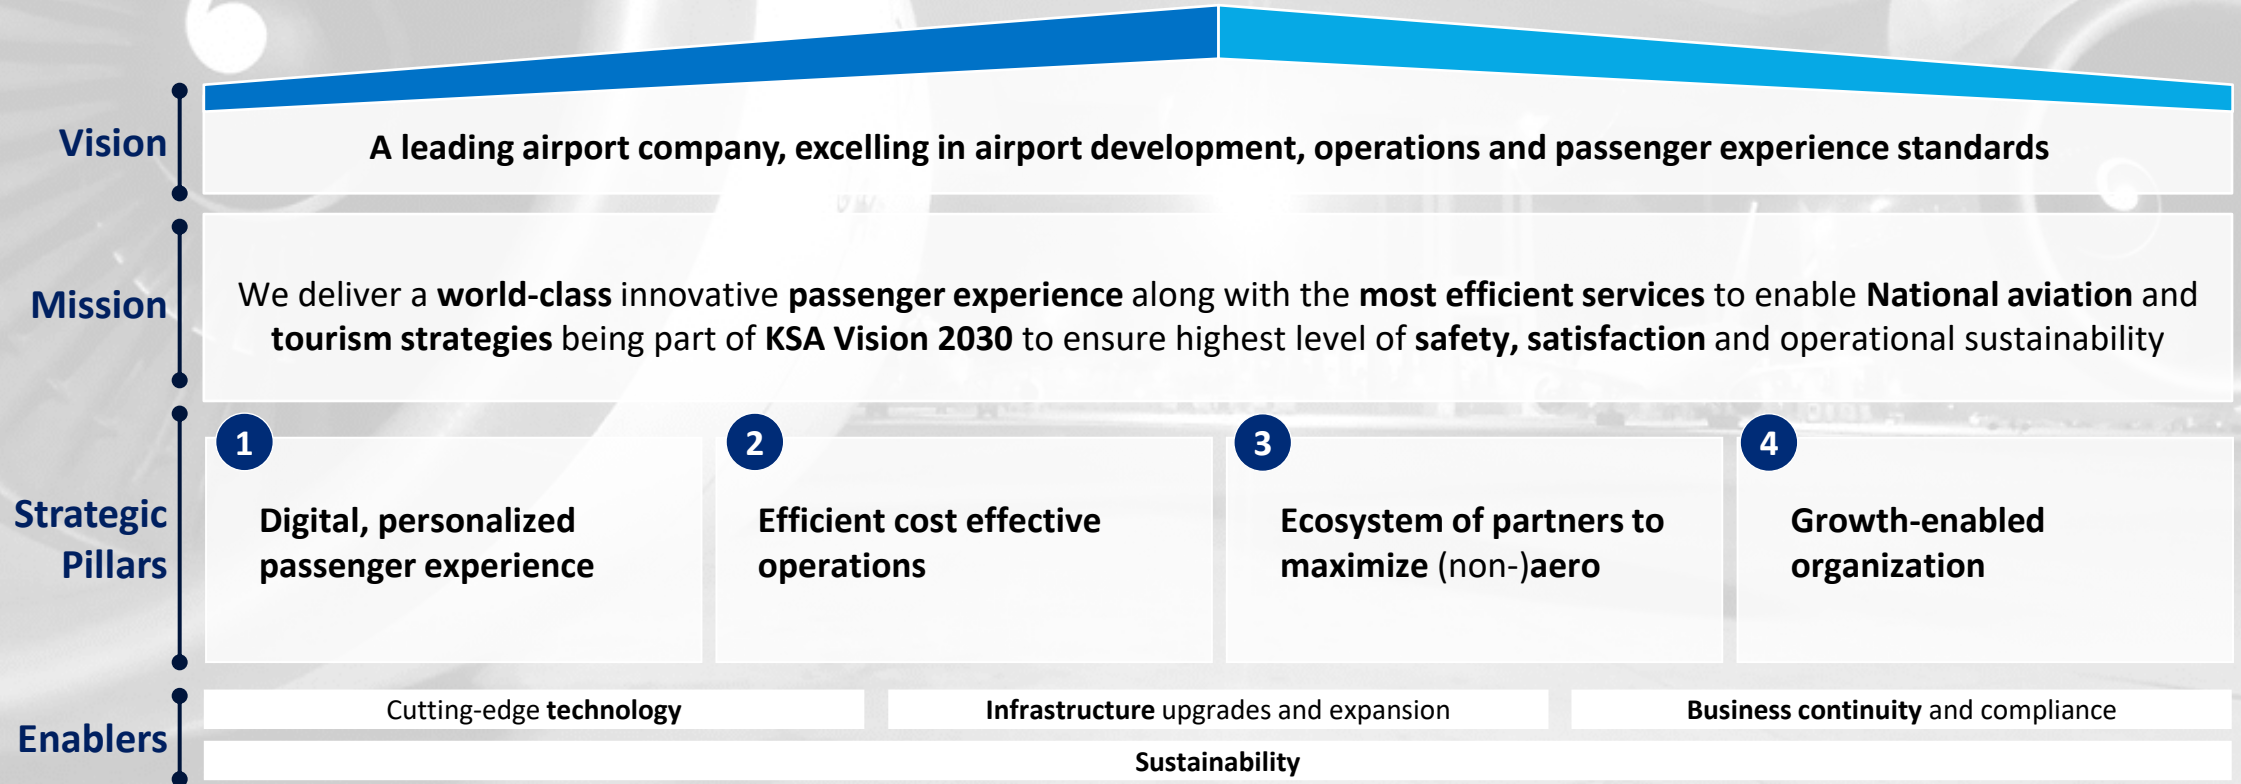 Vision
A leading airport company, excelling in airport development, operations and passenger experience standards
Mission
We deliver a world-class innovative passenger experience along with the most efficient services to enable National aviation and
tourism strategies being part of KSA Vision 2030 to ensure highest level of safety, satisfaction and operational sustainability
Strategic
Pillars
1
Digital, personalized
passenger experience
2
Efficient cost effective
operations
3
Ecosystem of partners to
maximize (non-)aero
4
Growth-enabled
organization
Enablers
Cutting-edge technology
Infrastructure upgrades and expansion
Business continuity and compliance
Sustainability